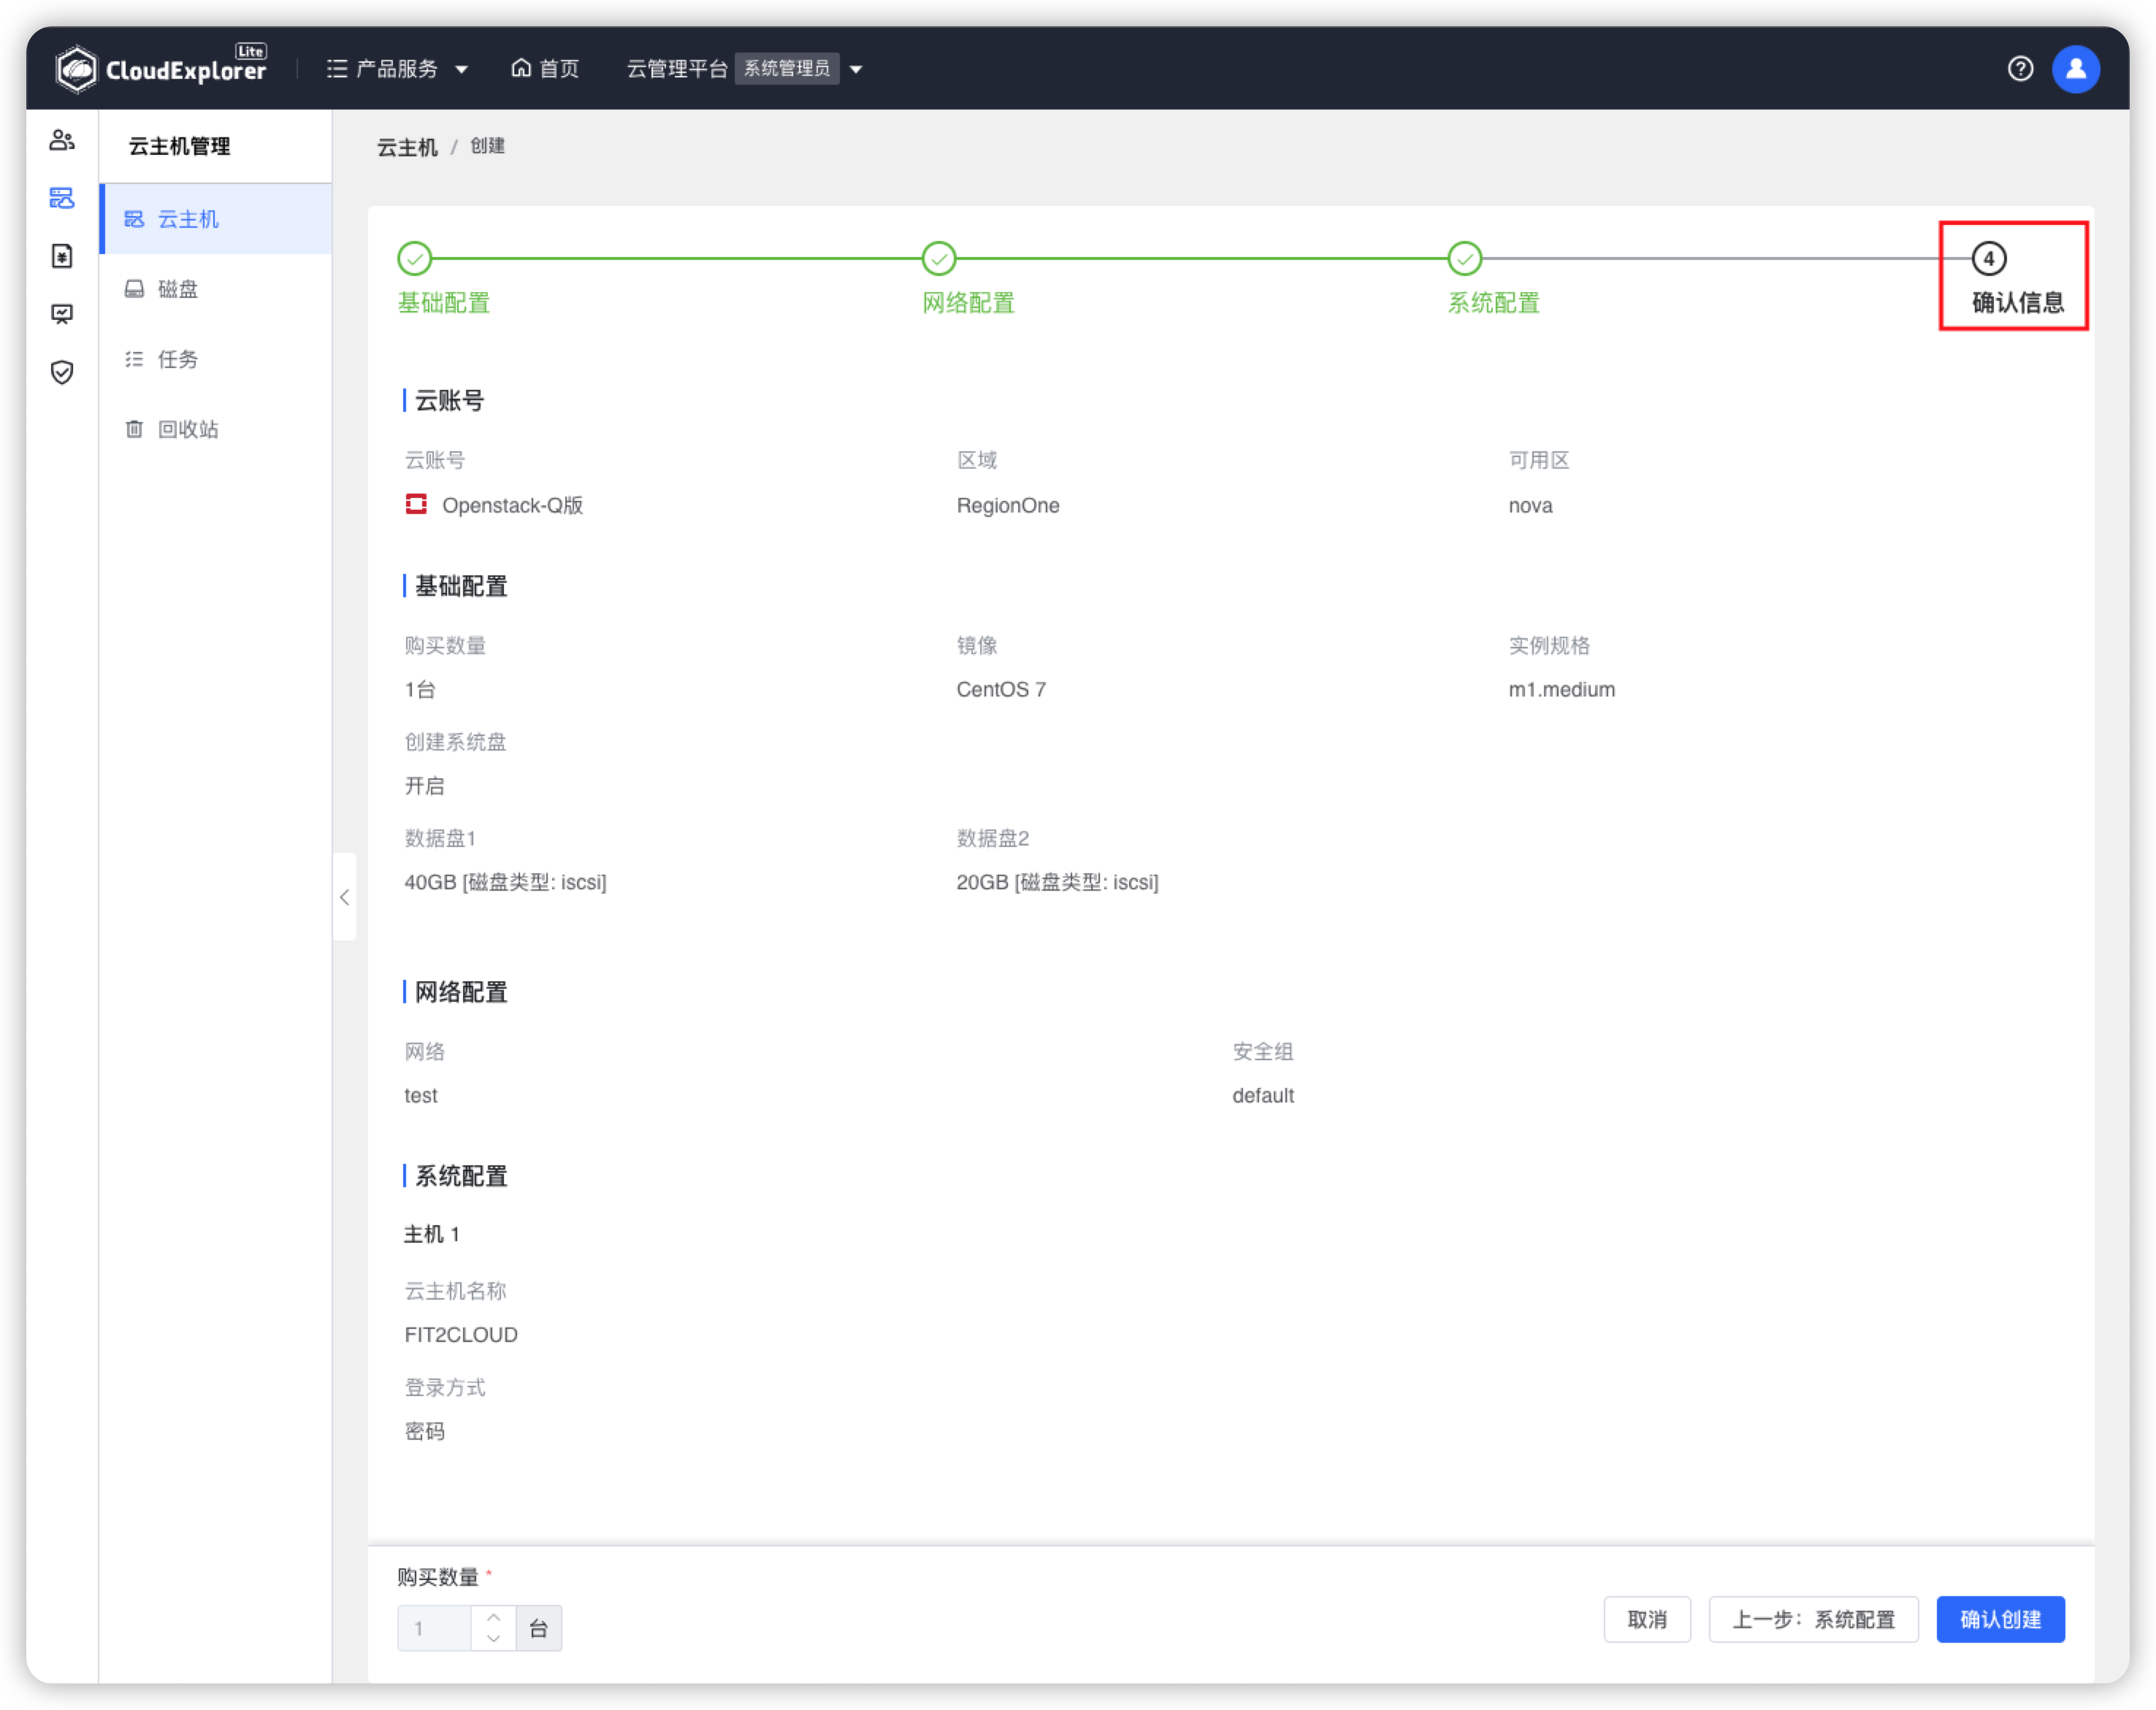 CloudExplorer Lite
产品服务
首页
云管理平台 系统管理员
云主机管理
云主机
磁盘
任务
回收站
云主机 / 创建
基础配置
网络配置
系统配置
4
确认信息
云账号
云账号 区域 可用区
Openstack-Q版 RegionOne nova
基础配置
购买数量 镜像 实例规格
1台 CentOS 7 m1.medium
创建系统盘
开启
数据盘1 数据盘2
40GB [磁盘类型: iscsi] 20GB [磁盘类型: iscsi]
网络配置
网络 安全组
test default
系统配置
主机 1
云主机名称
FIT2CLOUD
登录方式
密码
购买数量 *
1 台
取消
上一步：系统配置
确认创建